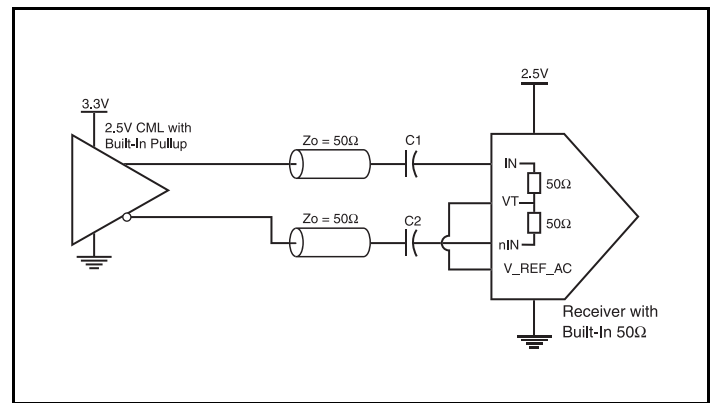 3.3V
2.5V CML with
Built-In Pullup
Zo = 50Ω
C1
Zo = 50Ω
C2
2.5V
IN
50Ω
VT
50Ω
nIN
V_REF_AC
Receiver with
Built-In 50Ω